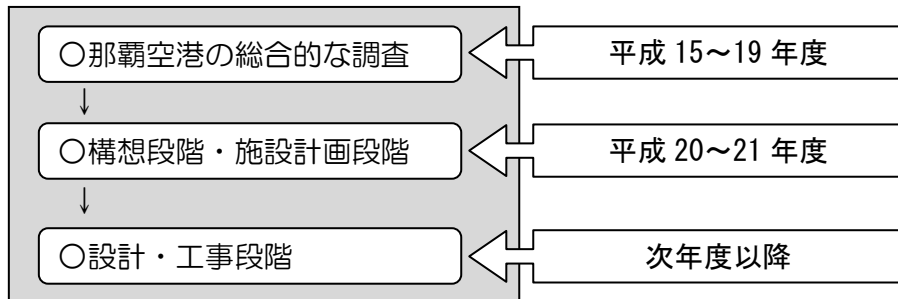 ○那覇空港の総合的な調査
平成 15～19 年度
↓
○構想段階・施設計画段階
平成 20～21 年度
↓
○設計・工事段階
次年度以降